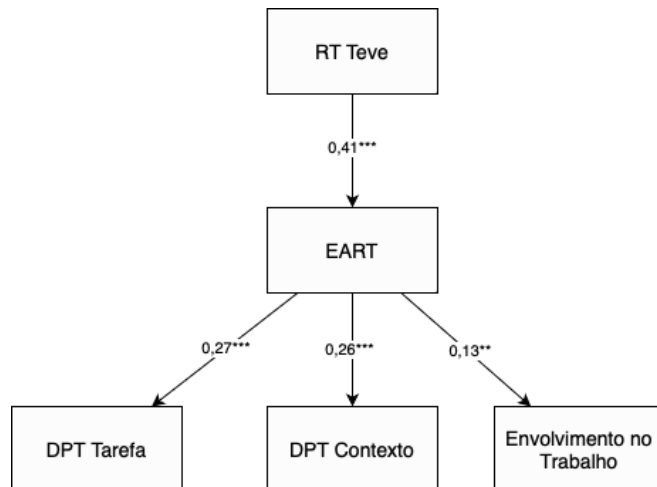 RT Teve
0,41***
EART
0,27***
0,26***
0,13**
DPT Tarefa
DPT Contexto
Envolvimento no
Trabalho